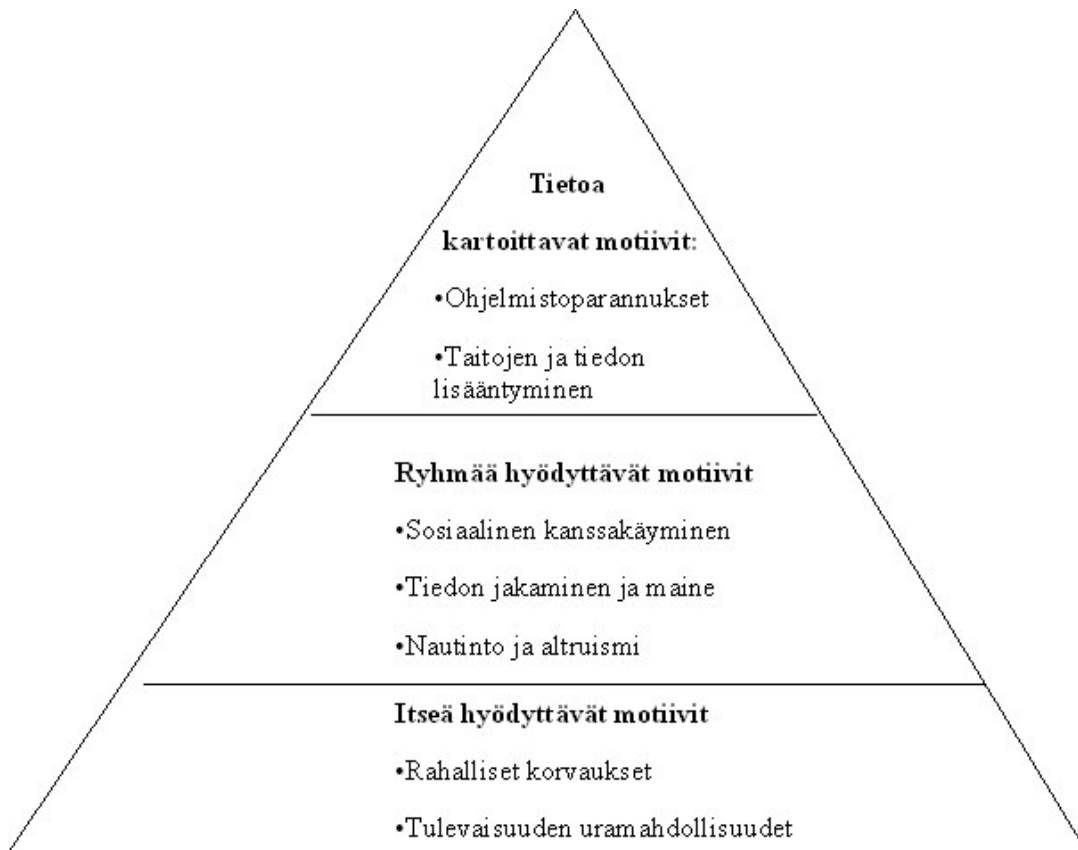 Tietoa
kartoittavat motiivit:
•Ohjelmistoparannukset
•Taitojen ja tiedon
lisääntyminen
Ryhmää hyödyttävät motiivit
•Sosiaalinen kanssakäyminen
•Tiedon jakaminen ja maine
•Nautinto ja altruismi
Itseä hyödyttävät motiivit
•Rahalliset korvaukset
•Tulevaisuuden uramahdollisuudet